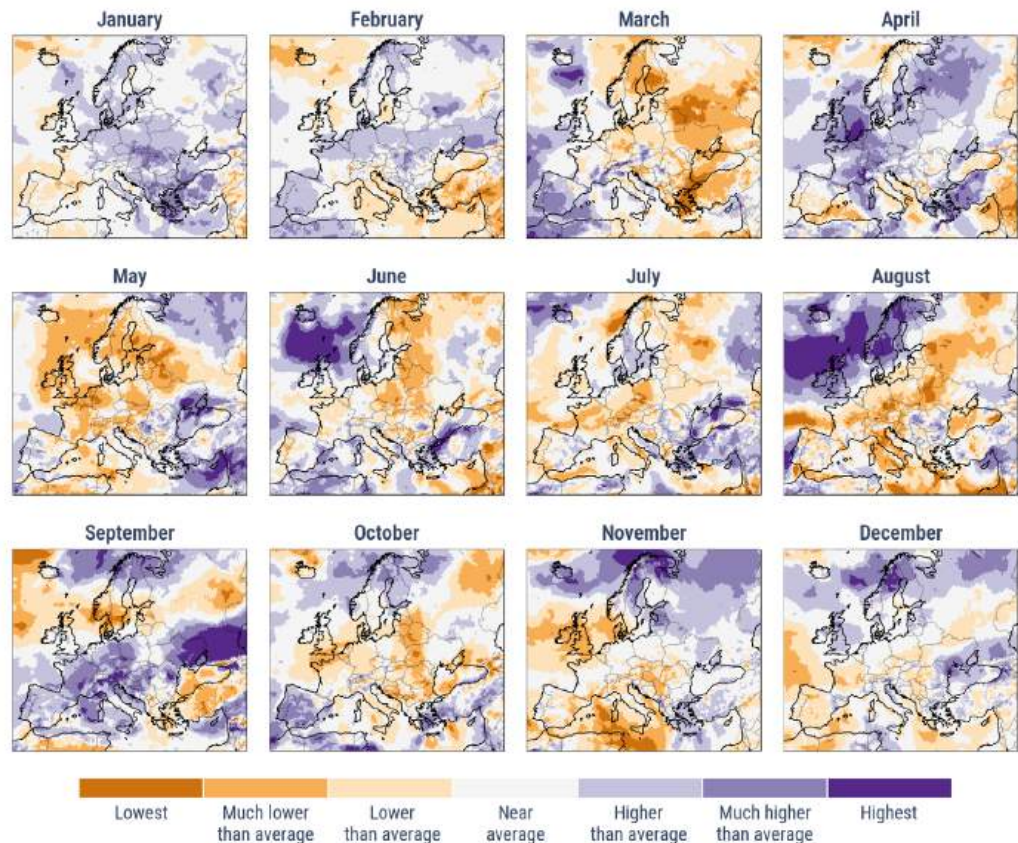 January
February
March
April
May
June
July
August
September
October
November
December
Lowest
Much lower
than average
Lower
than average
Near
average
Higher
than average
Much higher
than average
Highest